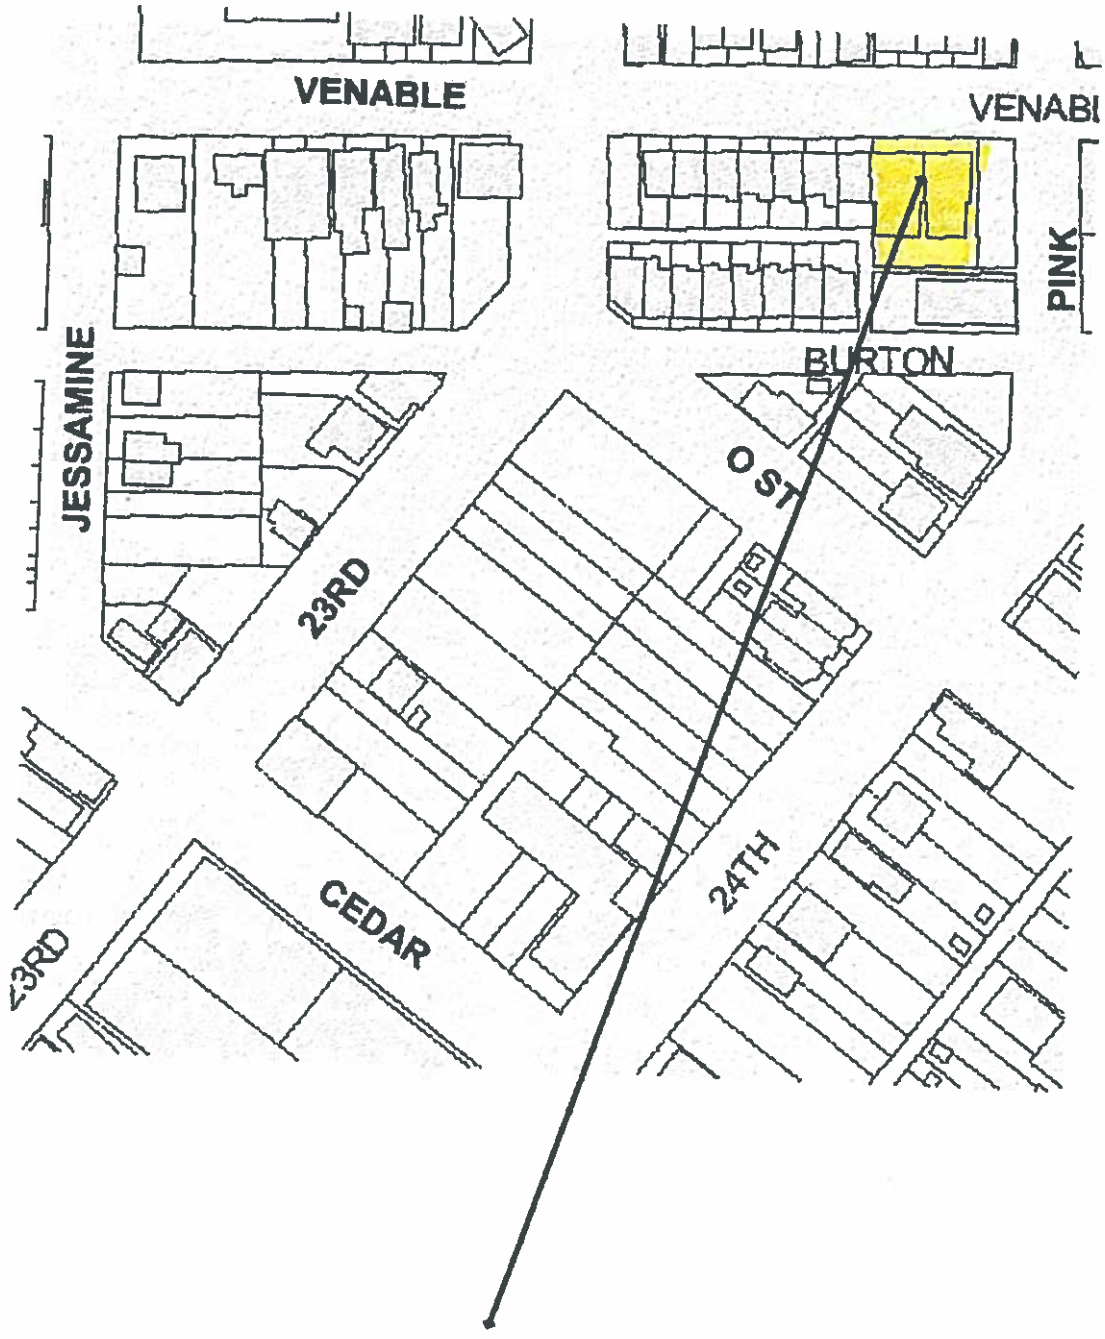 VENABLE
VENABL
PINK
BURTON
JESSAMINE
O ST
23RD
24TH
CEDAR
23RD